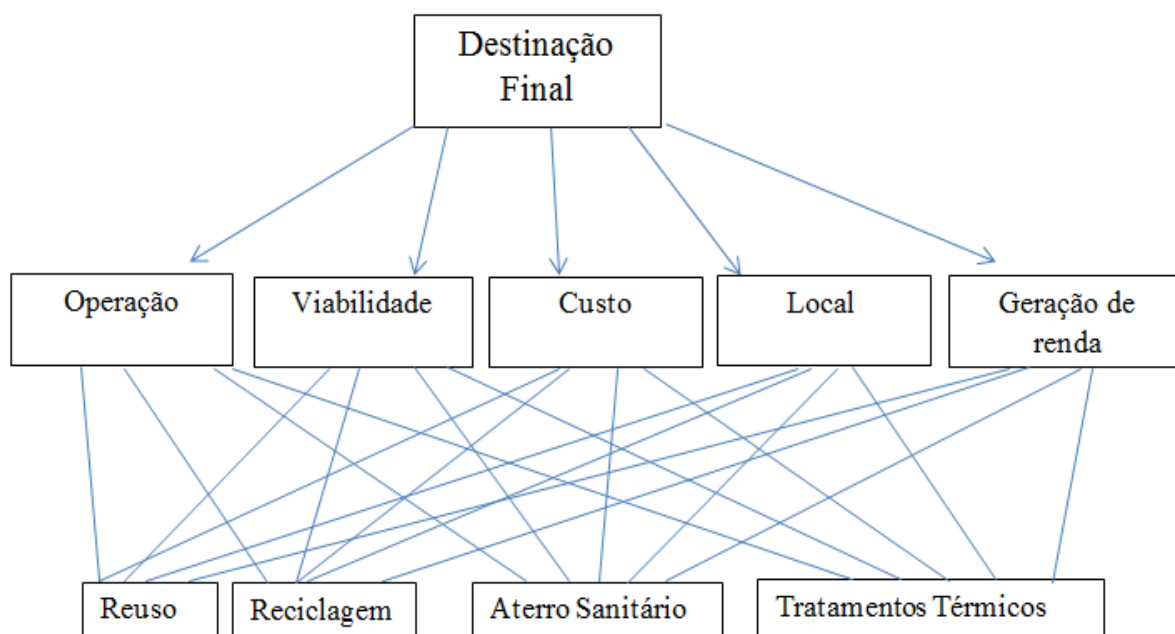 Destinação
Final
Operação
Viabilidade
Custo
Local
Geração de
renda
Reuso
Reciclagem
Aterro Sanitário
Tratamentos Térmicos